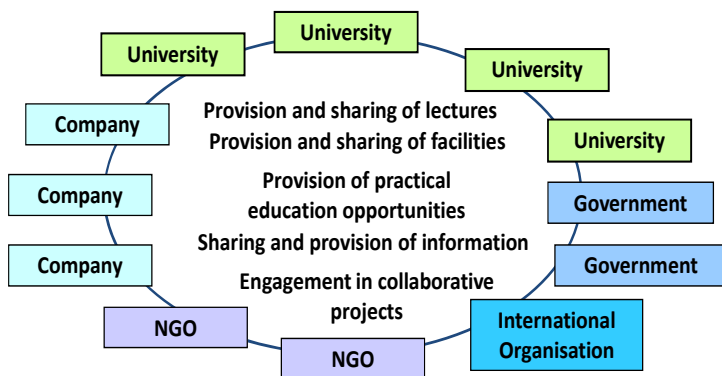 University
University
University
Company
Provision and sharing of lectures
Provision and sharing of facilities
University
Company
Provision of practical
education opportunities
Government
Sharing and provision of information
Company
Government
Engagement in collaborative
projects
NGO
NGO
International
Organisation